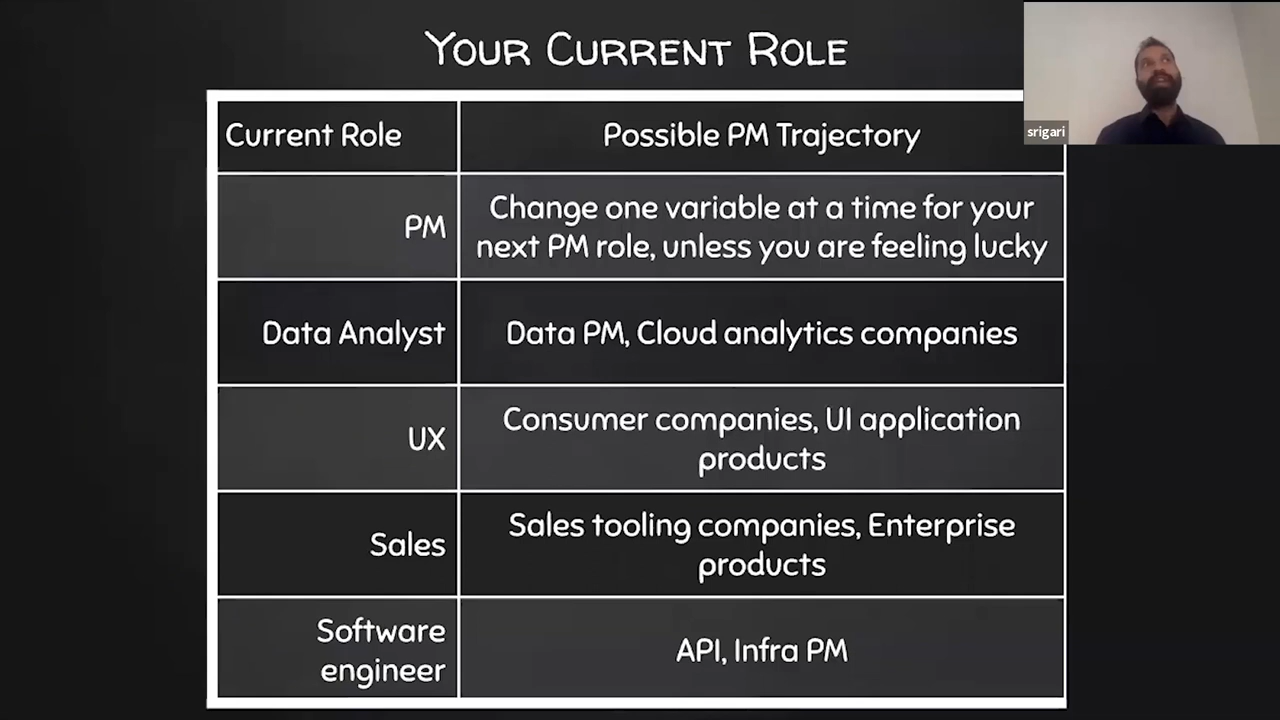 YOUR CURRENT ROLE
srigari
Current Role
Possible PM Trajectory
PM
Change one variable at a time for your
next PM role, unless you are feeling lucky
Data Analyst
Data PM, Cloud analytics companies
UX
Consumer companies, UI application
products
Sales
Sales tooling companies, Enterprise
products
Software
engineer
API, Infra PM